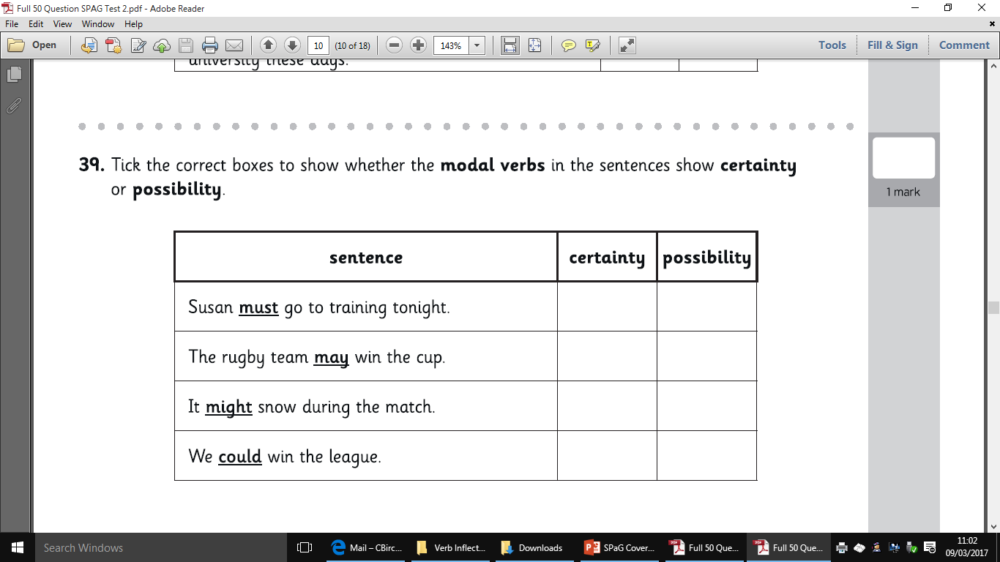 Full 50 Question SPAG Test 2.pdf - Adobe Reader
File Edit View Window Help
Open 10 (10 of 18) 143% Tools Fill & Sign Comment
university these days.
39. Tick the correct boxes to show whether the modal verbs in the sentences show certainty
or possibility.
1 mark
sentence certainty possibility
Susan must go to training tonight.
The rugby team may win the cup.
It might snow during the match.
We could win the league.
Search Windows Mail – CBirc... Verb Inflect... Downloads SPaG Cover... Full 50 Que... Full 50 Que... 11:02
09/03/2017